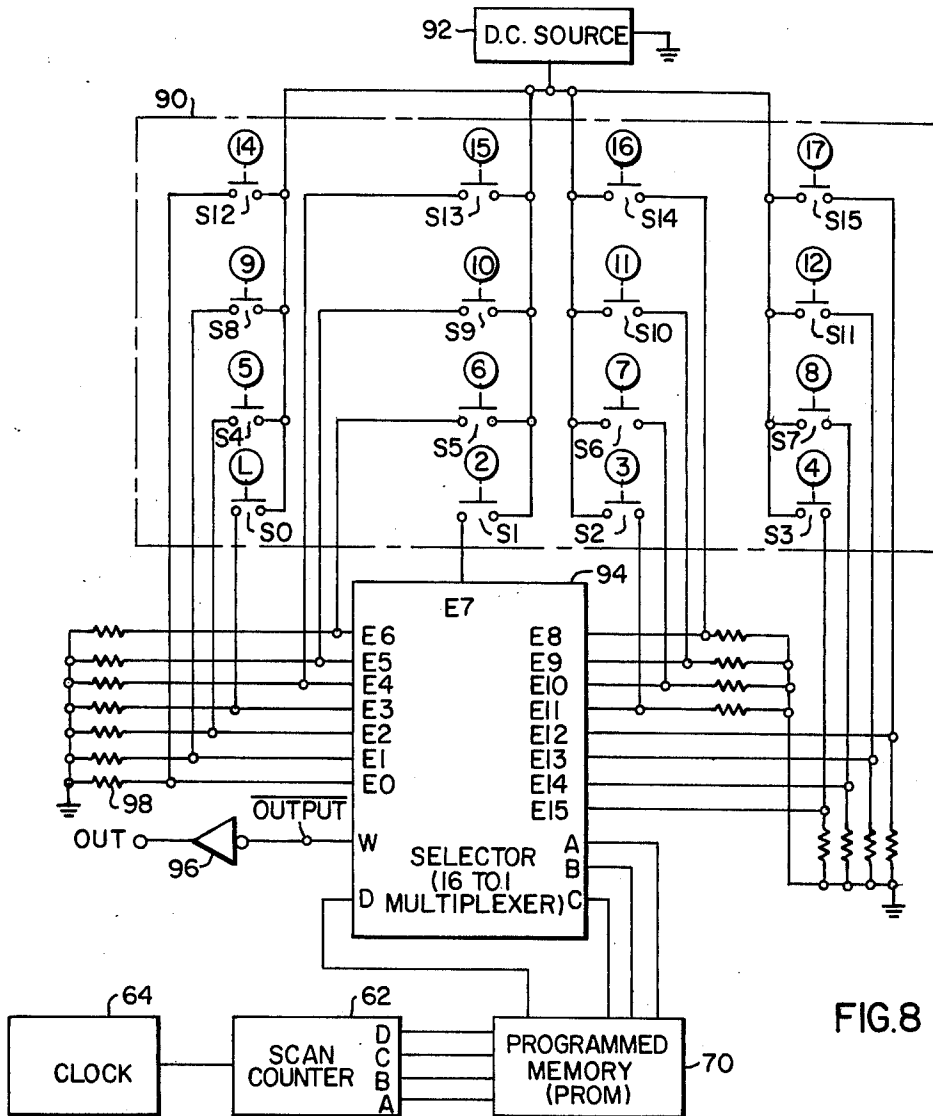 92
D.C. SOURCE
90
14
15
16
17
S12
S13
S14
S15
9
10
11
12
S8
S9
S10
S11
5
6
7
8
S4
S5
S6
S7
L
2
3
4
S0
S1
S2
S3
94
E7
E6
E8
E5
E9
E4
E10
E3
E11
E2
E12
E1
E13
E0
E14
E15
98
OUTPUT
OUT
96
W
A
SELECTOR
B
(16 TO 1
D
MULTIPLEXER)
C
64
62
CLOCK
SCAN
COUNTER
D
C
B
A
PROGRAMMED
MEMORY
(PROM)
70
FIG.8